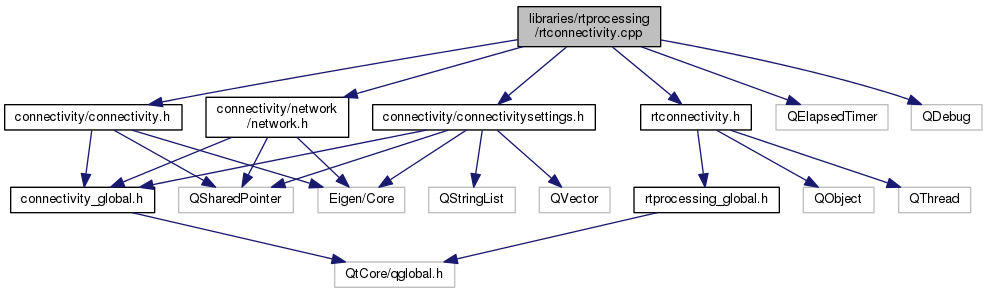 libraries/rtprocessing
/rtconnectivity.cpp
connectivity/connectivity.h
connectivity/network
/network.h
connectivity/connectivitysettings.h
rtconnectivity.h
QElapsedTimer
QDebug
connectivity_global.h
QSharedPointer
Eigen/Core
QStringList
QVector
rtprocessing_global.h
QObject
QThread
QtCore/qglobal.h